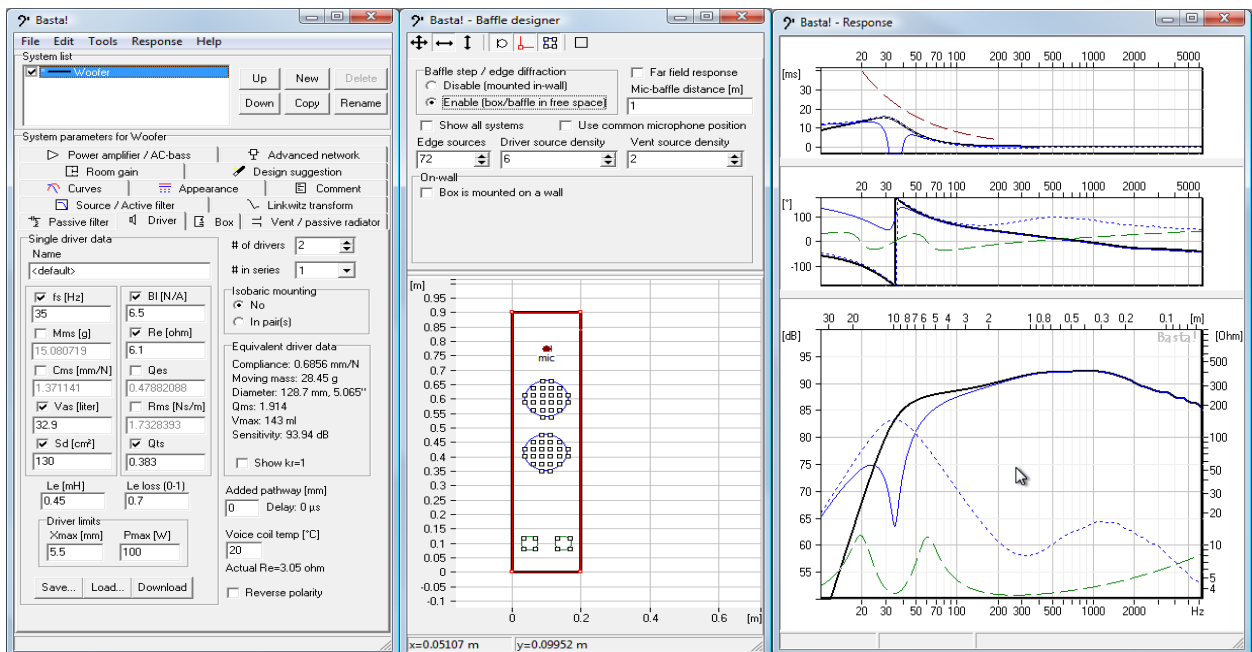 Basta!
File Edit Tools Response Help
System list
Woofer
Up New Delete
Down Copy Rename
System parameters for Woofer
Power amplifier / AC-bass Advanced network
Room gain Design suggestion
Curves Appearance Comment
Source / Active filter Linkwitz transform
Passive filter Driver Box Vent / passive radiator
Single driver data
Name
<default>
# of drivers 2
# in series 1
fs [Hz] Bl [N/A]
35 6.5
Mms [g] Re [ohm]
15.080719 6.1
Cms [mm/N] Qes
1.371141 0.47882088
Vas [liter] Rms [Ns/m]
32.9 1.7328393
Sd [cm²] Qts
130 0.383
Le [mH] Le loss (0-1)
0.45 0.7
Driver limits
Xmax [mm] Pmax [W]
5.5 100
Save... Load... Download
Isobaric mounting
No
In pair(s)
Equivalent driver data
Compliance: 0.6856 mm/N
Moving mass: 28.45 g
Diameter: 128.7 mm, 5.065"
Qms: 1.914
Vmax: 143 ml
Sensitivity: 93.94 dB
Show kr=1
Added pathway [mm]
0 Delay: 0 µs
Voice coil temp [°C]
20
Actual Re=3.05 ohm
Reverse polarity
Basta! - Baffle designer
Baffle step / edge diffraction
Disable (mounted in-wall)
Enable (box/baffle in free space)
Far field response
Mic-baffle distance [m]
1
Show all systems Use common microphone position
Edge sources Driver source density Vent source density
72 6 2
On-wall
Box is mounted on a wall
[m]
0.95
0.9
0.85
0.8
0.75
mic
0.7
0.65
0.6
0.55
0.5
0.45
0.4
0.35
0.3
0.25
0.2
0.15
0.1
0.05
0
-0.05
-0.1
0 0.2 0.4 0.6 [m]
x=0.05107 m y=0.09952 m
Basta! - Response
20 30 50 70 100 200 300 500 1000 2000 5000
[ms]
30
20
10
0
20 30 50 70 100 200 300 500 1000 2000 5000
[°]
100
0
-100
30 20 10 8 7 6 5 4 3 2 1 0.8 0.5 0.3 0.2 0.1 [m]
[dB] Basta! [Ohm]
95
90
85
80
75
70
65
60
55
500
400
300
200
100
50
30
20
10
5
4
20 30 50 70 100 200 300 500 1000 2000 Hz